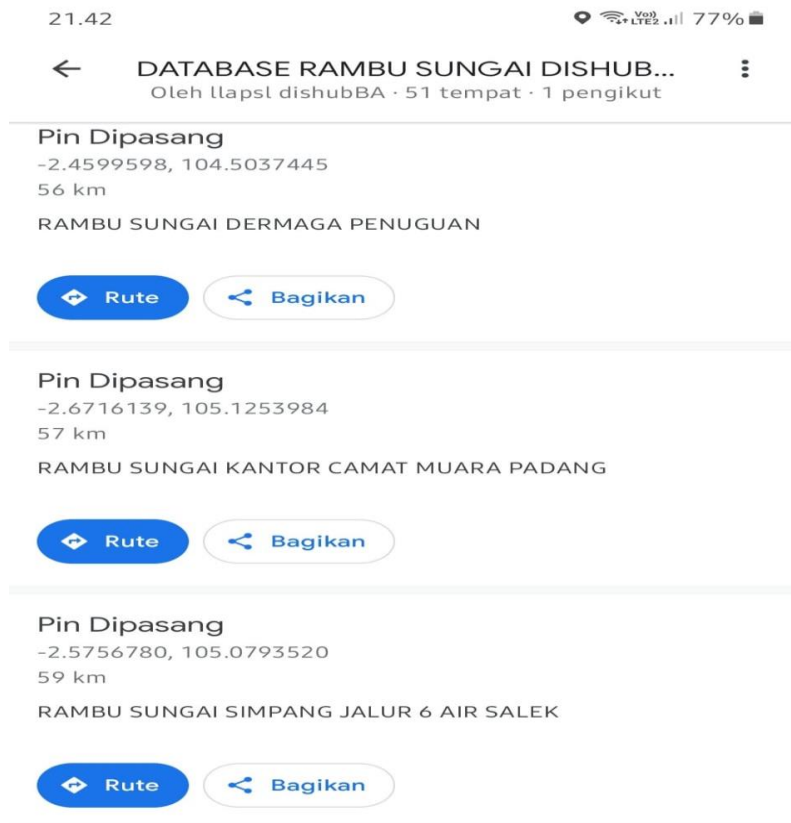 21.42
Vo)) LTE2 77%
DATABASE RAMBU SUNGAI DISHUB...
Oleh llapsl dishubBA · 51 tempat · 1 pengikut
Pin Dipasang
-2.4599598, 104.5037445
56 km
RAMBU SUNGAI DERMAGA PENUGUAN
Rute
Bagikan
Pin Dipasang
-2.6716139, 105.1253984
57 km
RAMBU SUNGAI KANTOR CAMAT MUARA PADANG
Rute
Bagikan
Pin Dipasang
-2.5756780, 105.0793520
59 km
RAMBU SUNGAI SIMPANG JALUR 6 AIR SALEK
Rute
Bagikan